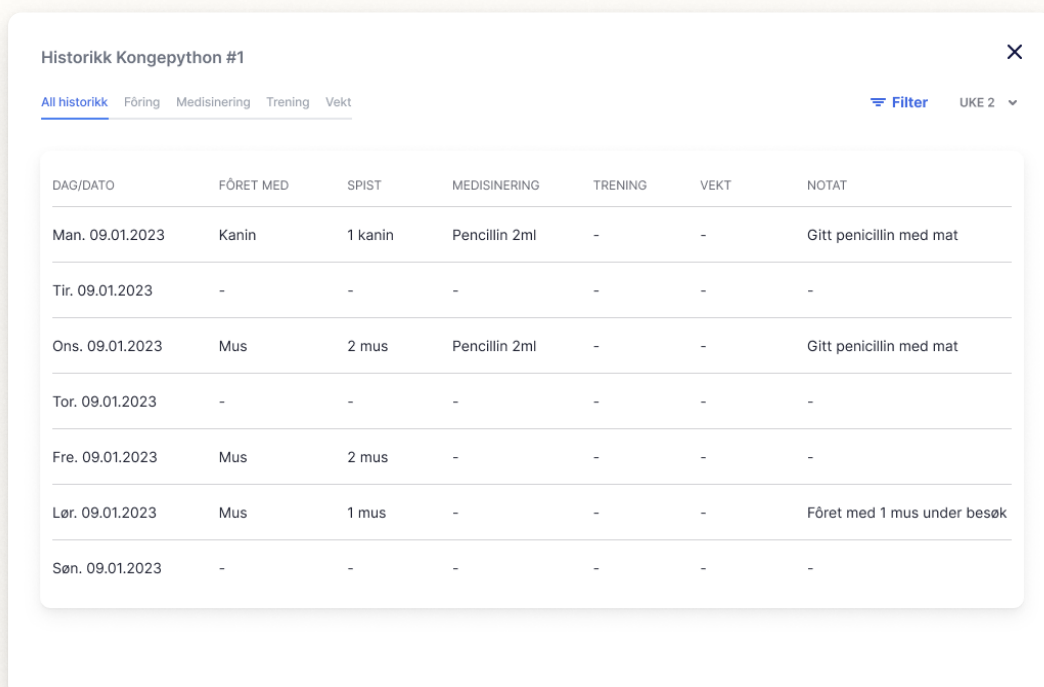 Historikk Kongepython #1
All historikk Fôring Medisinering Trening Vekt Filter UKE 2
DAG/DATO FÔRET MED SPIST MEDISINERING TRENING VEKT NOTAT
Man. 09.01.2023 Kanin 1 kanin Pencillin 2ml - - Gitt penicillin med mat
Tir. 09.01.2023 - - - - - -
Ons. 09.01.2023 Mus 2 mus Pencillin 2ml - - Gitt penicillin med mat
Tor. 09.01.2023 - - - - - -
Fre. 09.01.2023 Mus 2 mus - - - -
Lør. 09.01.2023 Mus 1 mus - - - Fôret med 1 mus under besøk
Søn. 09.01.2023 - - - - - -